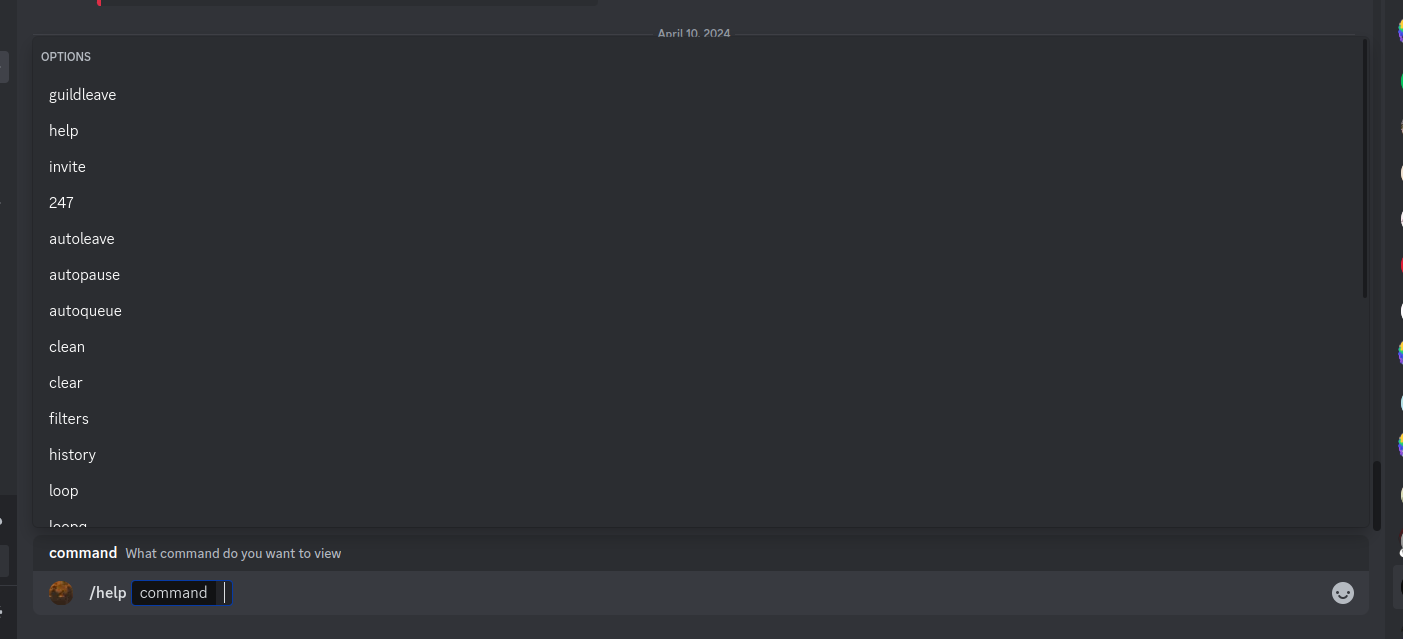 April 10, 2024
OPTIONS
guildleave
help
invite
247
autoleave
autopause
autoqueue
clean
clear
filters
history
loop
loopq
command What command do you want to view
/help command